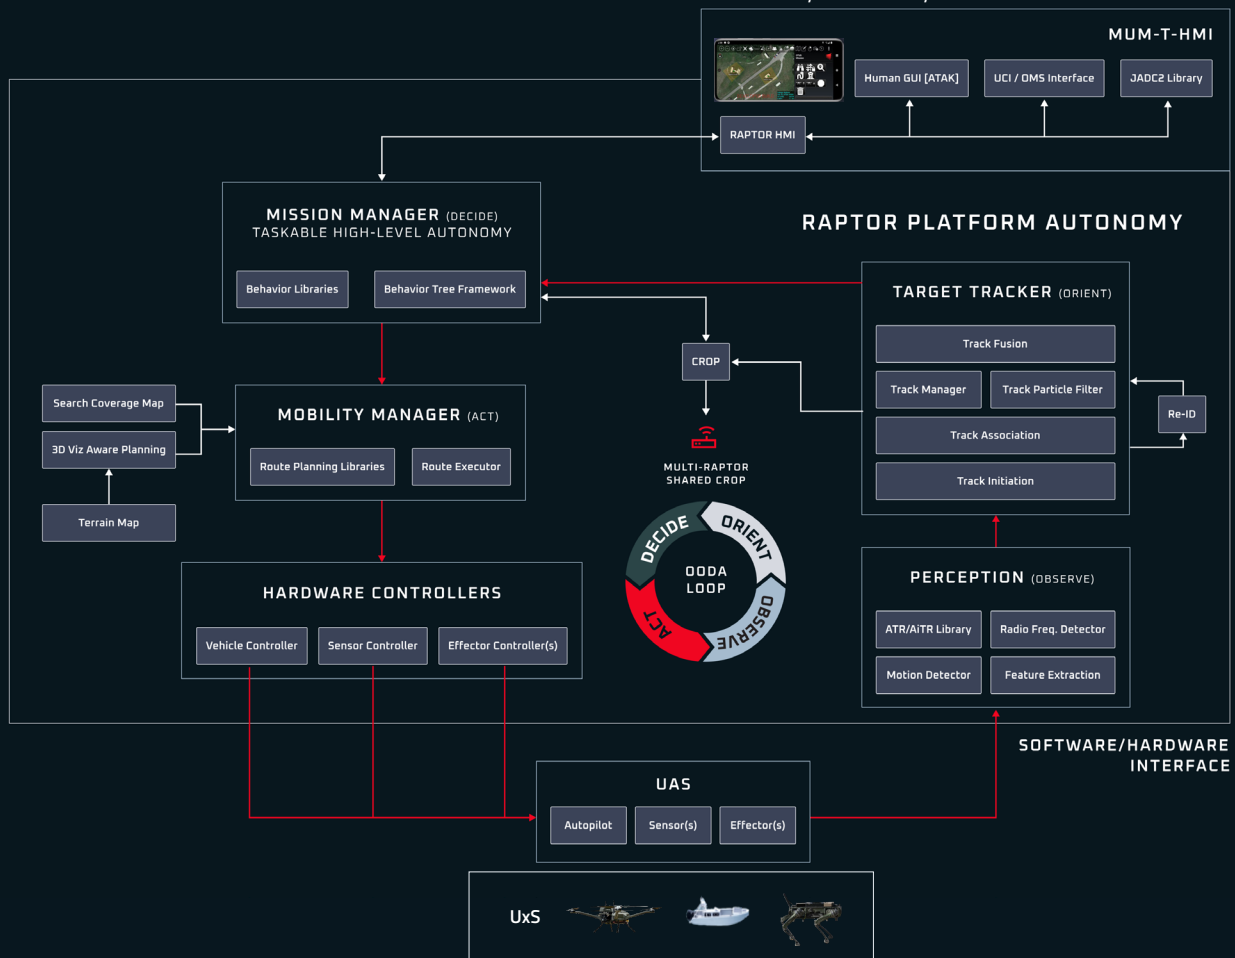 MUM-T-HMI
Human GUI [ATAK]
UCI / OMS Interface
JADC2 Library
RAPTOR HMI
MISSION MANAGER (DECIDE)
TASKABLE HIGH-LEVEL AUTONOMY
Behavior Libraries
Behavior Tree Framework
RAPTOR PLATFORM AUTONOMY
TARGET TRACKER (ORIENT)
Track Fusion
Track Manager
Track Particle Filter
Track Association
Track Initiation
Re-ID
CROP
MULTI-RAPTOR
SHARED CROP
Search Coverage Map
3D Viz Aware Planning
Terrain Map
MOBILITY MANAGER (ACT)
Route Planning Libraries
Route Executor
DECIDE
ORIENT
OBSERVE
ACT
OODA
LOOP
HARDWARE CONTROLLERS
Vehicle Controller
Sensor Controller
Effector Controller(s)
PERCEPTION (OBSERVE)
ATR/AiTR Library
Radio Freq. Detector
Motion Detector
Feature Extraction
SOFTWARE/HARDWARE
INTERFACE
UAS
Autopilot
Sensor(s)
Effector(s)
UxS